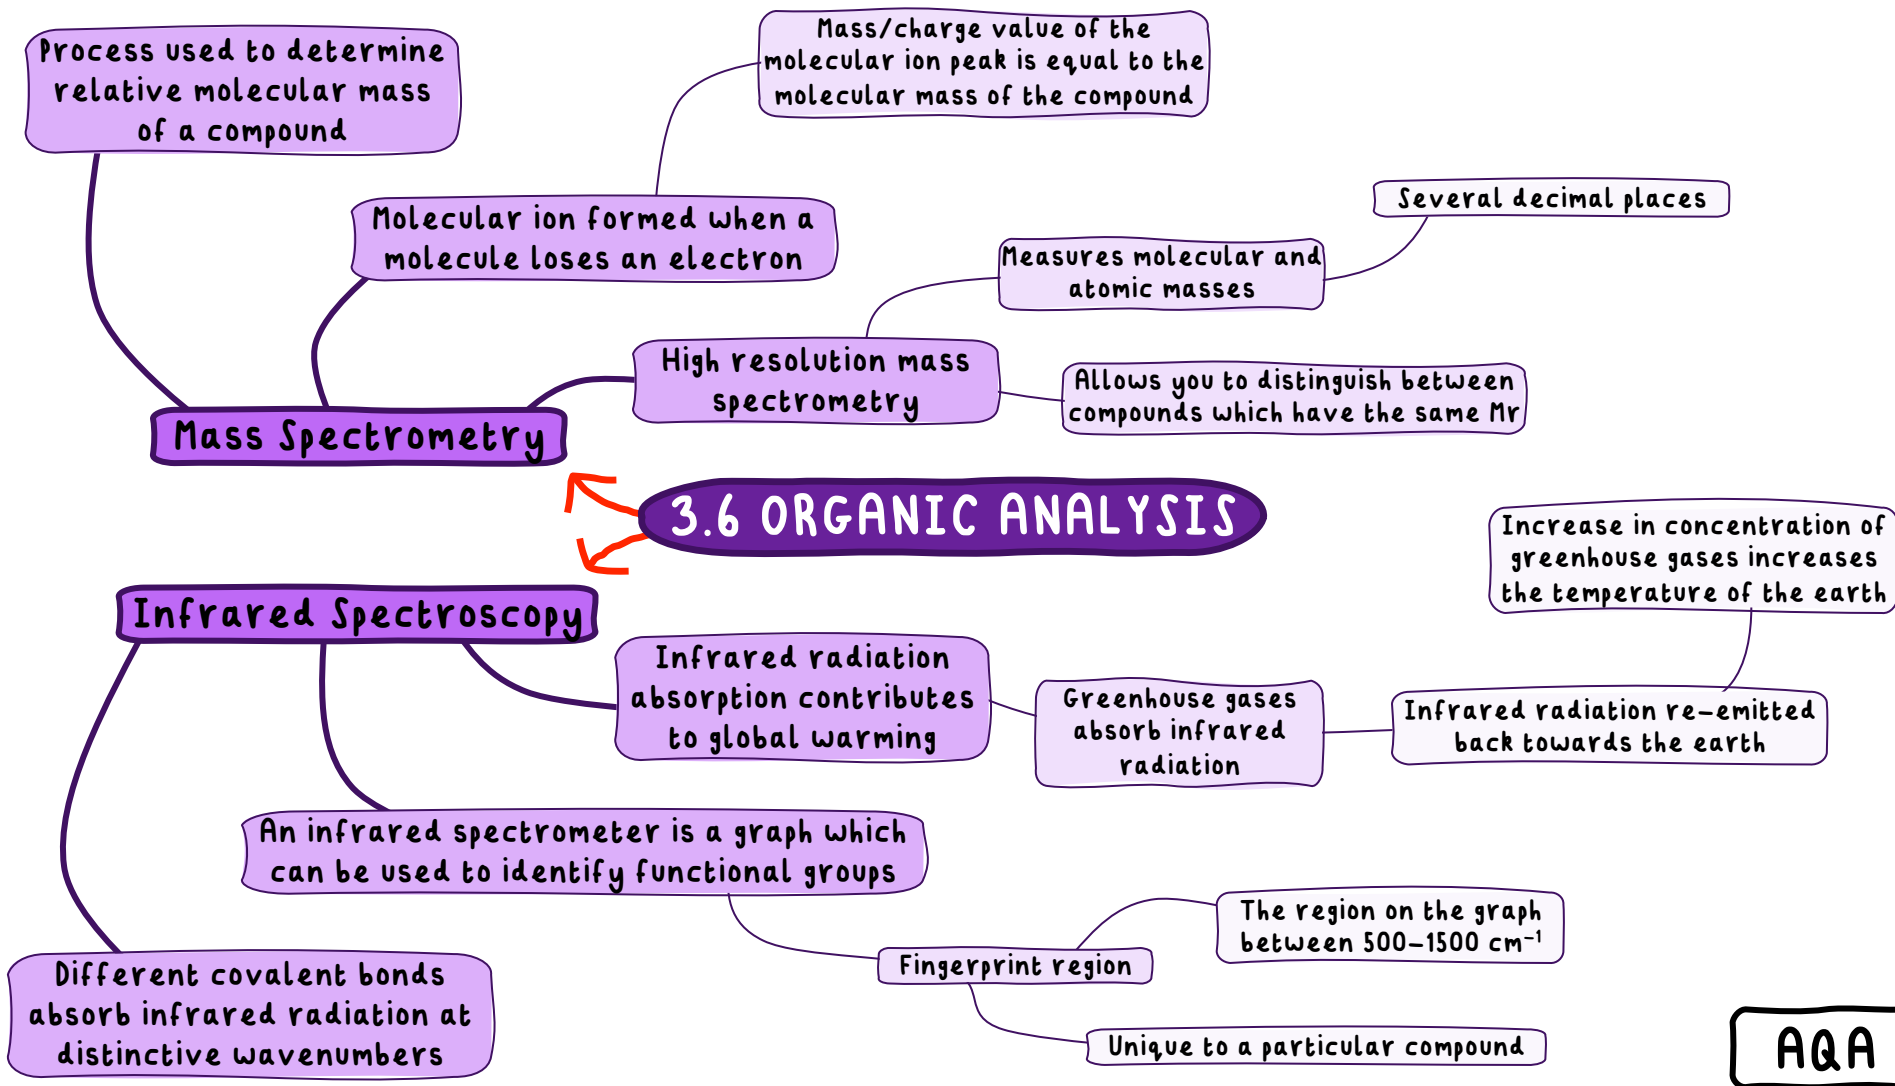 Process used to determine
relative molecular mass
of a compound
Mass/charge value of the
molecular ion peak is equal to the
molecular mass of the compound
Molecular ion formed when a
molecule loses an electron
Several decimal places
Measures molecular and
atomic masses
High resolution mass
spectrometry
Allows you to distinguish between
compounds which have the same Mr
Mass Spectrometry
3.6 ORGANIC ANALYSIS
Increase in concentration of
greenhouse gases increases
the temperature of the earth
Infrared Spectroscopy
Infrared radiation
absorption contributes
to global warming
Greenhouse gases
absorb infrared
radiation
Infrared radiation re-emitted
back towards the earth
An infrared spectrometer is a graph which
can be used to identify functional groups
The region on the graph
between 500-1500 cm⁻¹
Fingerprint region
Different covalent bonds
absorb infrared radiation at
distinctive wavenumbers
Unique to a particular compound
AQA